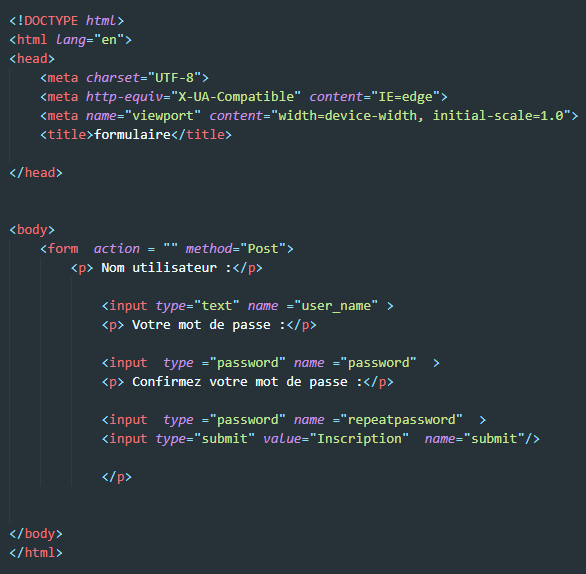 <!DOCTYPE html>
<html lang="en">
<head>
<meta charset="UTF-8">
<meta http-equiv="X-UA-Compatible" content="IE=edge">
<meta name="viewport" content="width=device-width, initial-scale=1.0">
<title>formulaire</title>
</head>
<body>
<form  action = "" method="Post">
<p> Nom utilisateur :</p>
<input type="text" name ="user_name" >
<p> Votre mot de passe :</p>
<input  type ="password" name ="password"  >
<p> Confirmez votre mot de passe :</p>
<input  type ="password" name ="repeatpassword"  >
<input type="submit" value="Inscription"  name="submit"/>
</p>
</body>
</html>